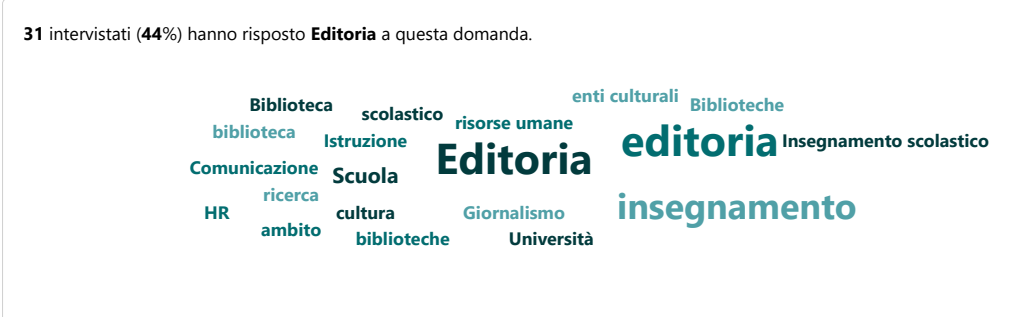 31 intervistati (44%) hanno risposto Editoria a questa domanda.
enti culturali
Biblioteca
Biblioteche
scolastico
risorse umane
biblioteca
Istruzione
editoria
Insegnamento scolastico
Editoria
Comunicazione
Scuola
ricerca
insegnamento
HR
cultura
Giornalismo
ambito
biblioteche
Università